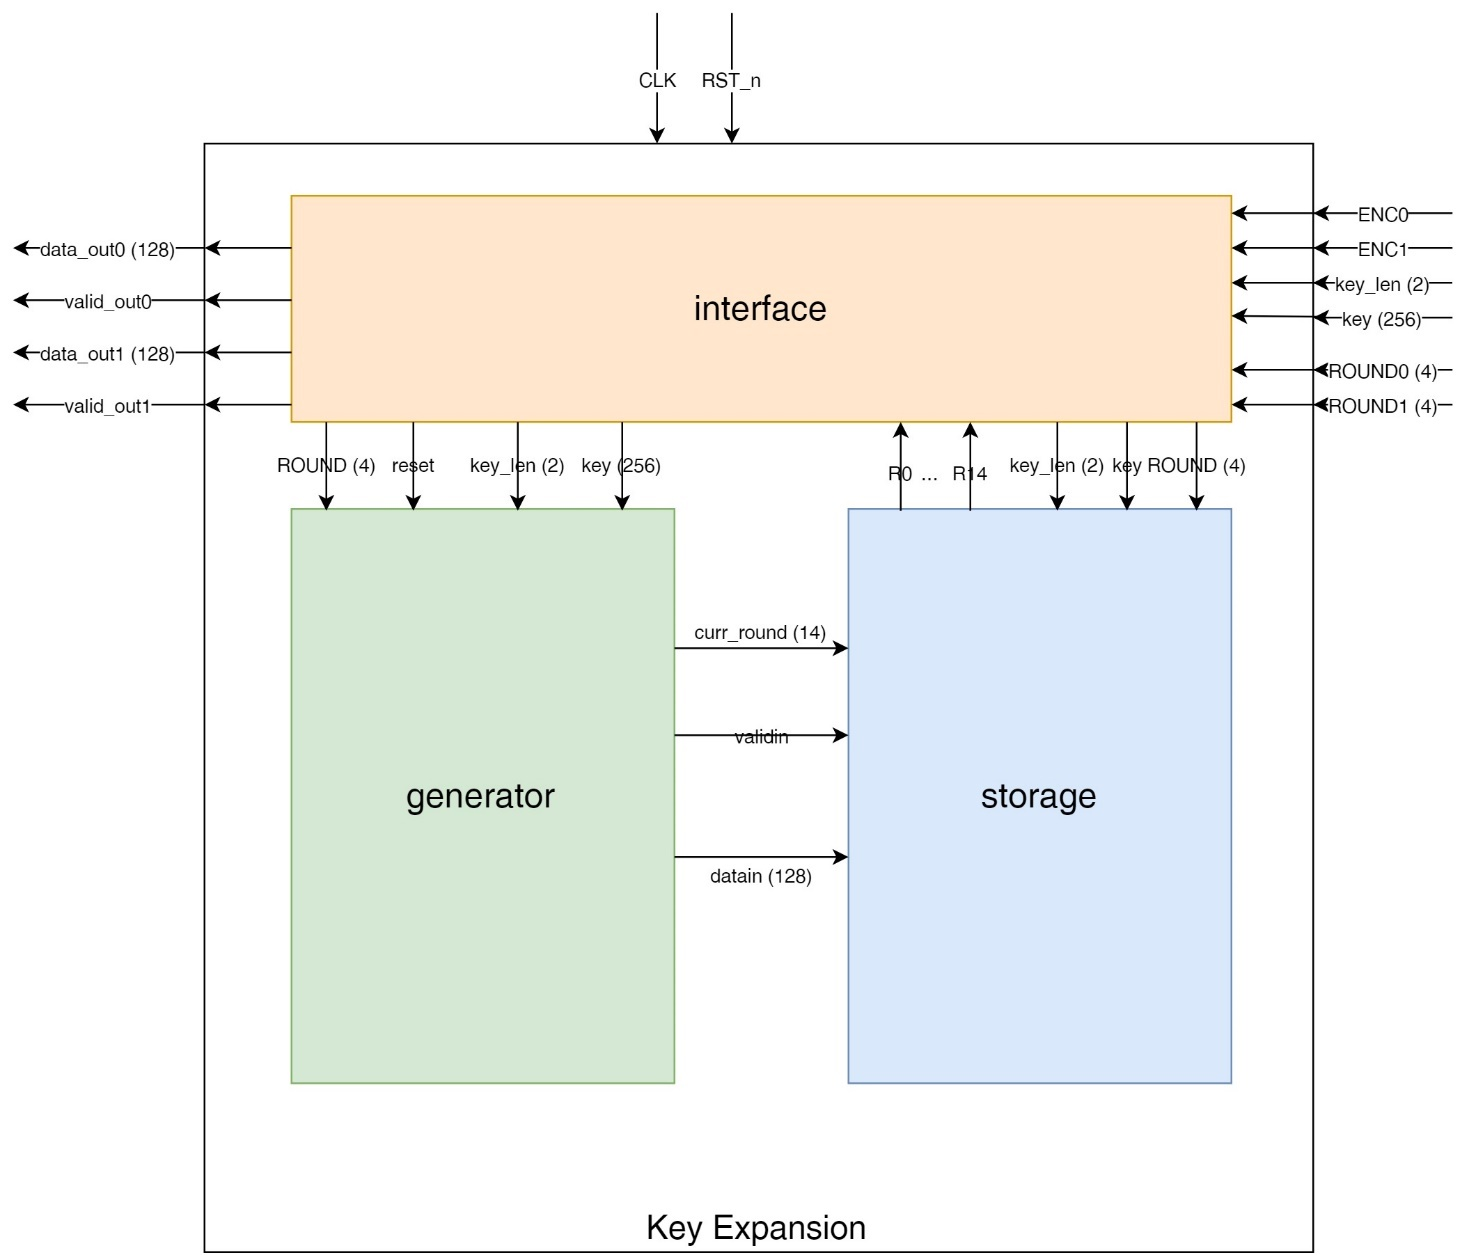 CLK RST_n
ENC0
data_out0 (128) ENC1
key_len (2)
valid_out0 interface key (256)
data_out1 (128) ROUND0 (4)
valid_out1 ROUND1 (4)
ROUND (4) reset key_len (2) key (256) R0 ... R14 key_len (2) key ROUND (4)
curr_round (14)
validin
generator storage
datain (128)
Key Expansion